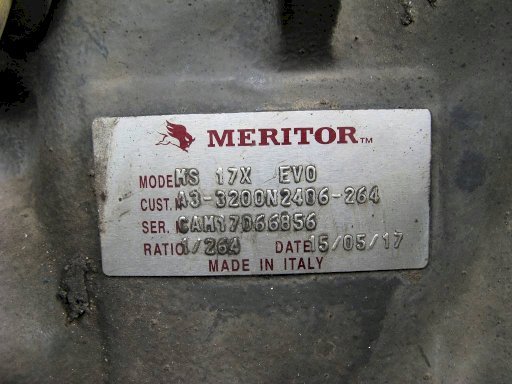 MERITOR™
MODEL MS 17X EVO
CUST. A3-3200N2406-264
SER. CAM17066856
RATIO 1/264 DATE 15/05/17
MADE IN ITALY